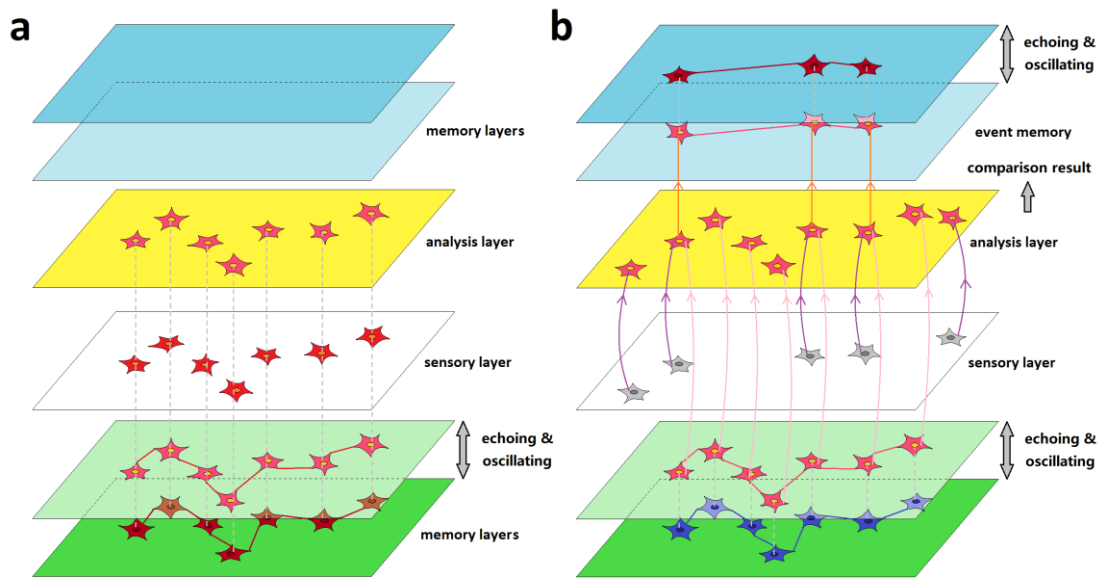 a
memory layers
analysis layer
sensory layer
echoing &
oscillating
memory layers
b
echoing &
oscillating
event memory
comparison result
analysis layer
sensory layer
echoing &
oscillating